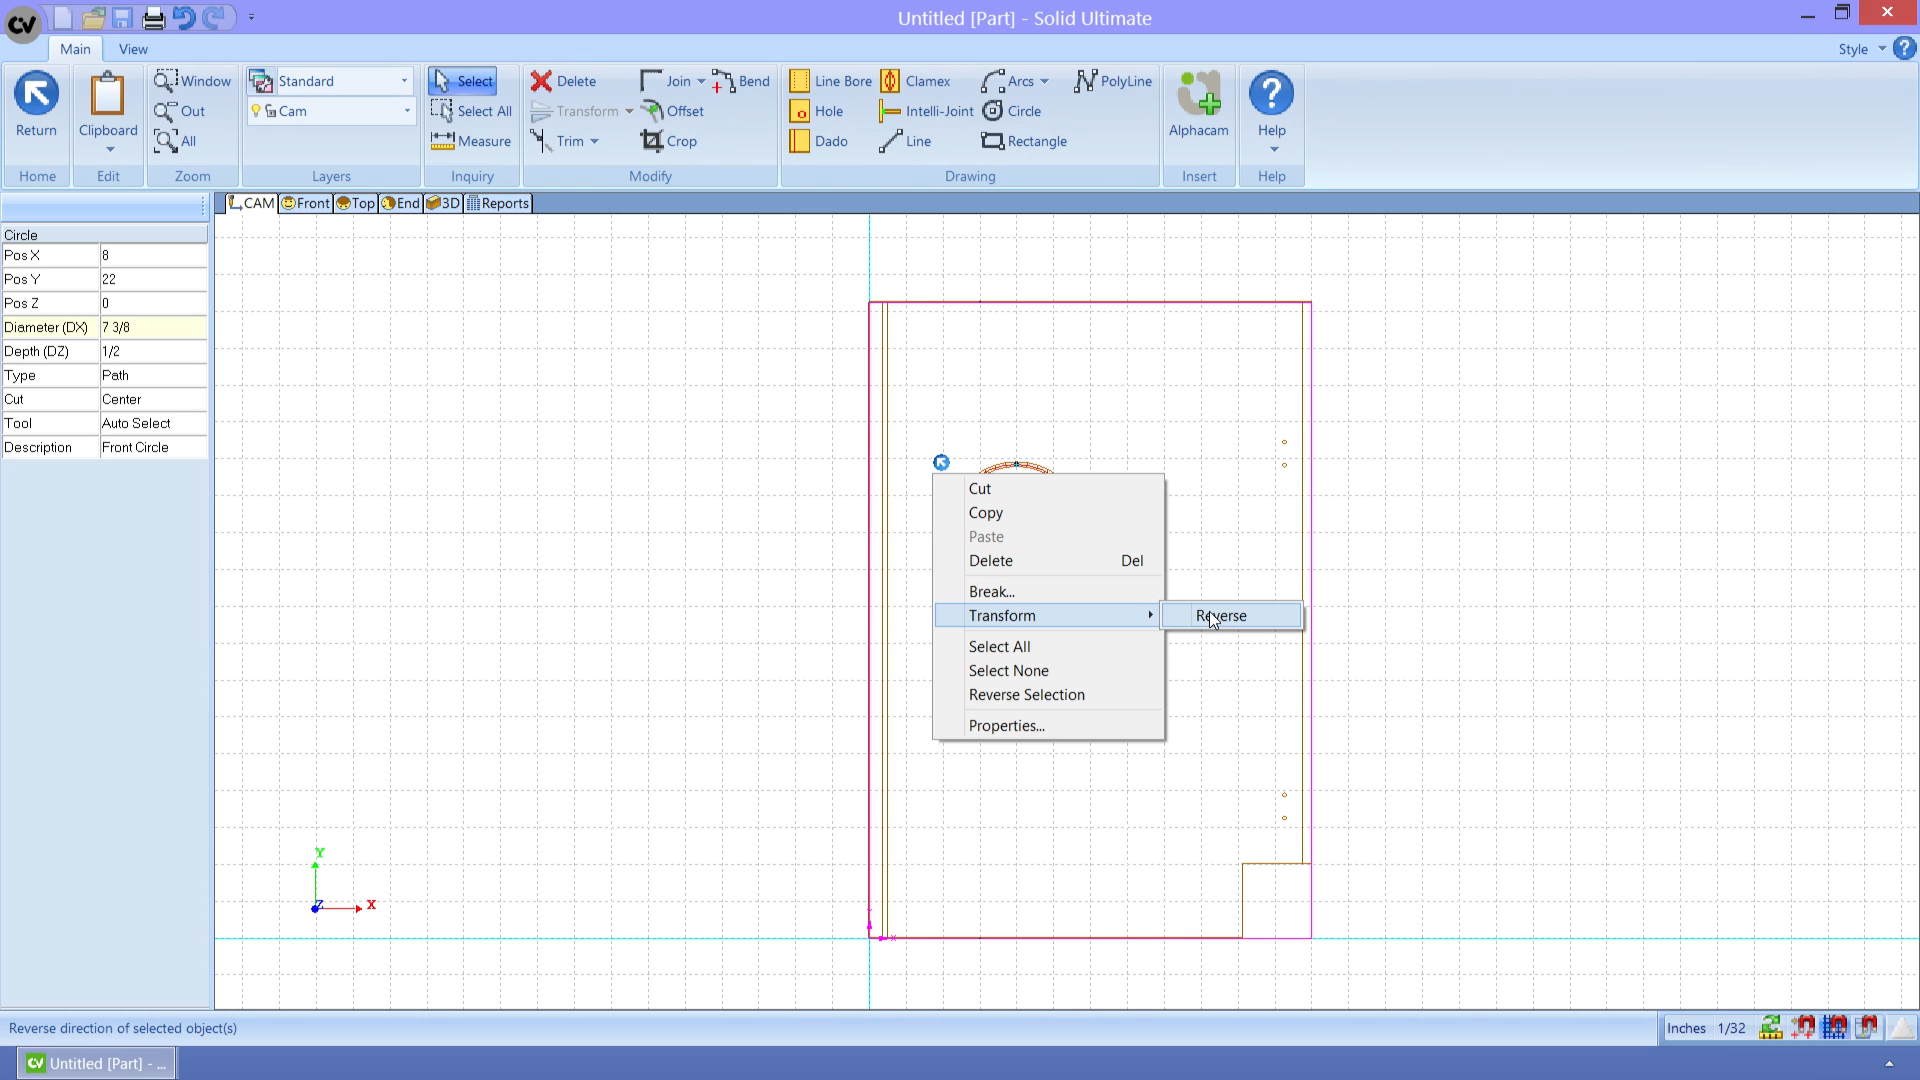 CV
Untitled [Part] - Solid Ultimate
Main
View
Style
Return
Clipboard
Window
Out
All
Standard
Cam
Select
Select All
Measure
Delete
Transform
Trim
Join
Bend
Offset
Crop
Line Bore
Clamex
Arcs
PolyLine
Hole
Intelli-Joint
Circle
Dado
Line
Rectangle
Alphacam
Help
Home
Edit
Zoom
Layers
Inquiry
Modify
Drawing
Insert
Help
CAM
Front
Top
End
3D
Reports
Circle
Pos X 8
Pos Y 22
Pos Z 0
Diameter (DX) 7 3/8
Depth (DZ) 1/2
Type Path
Cut Center
Tool Auto Select
Description Front Circle
Cut
Copy
Paste
Delete Del
Break...
Transform
Reverse
Select All
Select None
Reverse Selection
Properties...
Y
Z
X
X
Reverse direction of selected object(s)
Inches 1/32
CV Untitled [Part] - ...